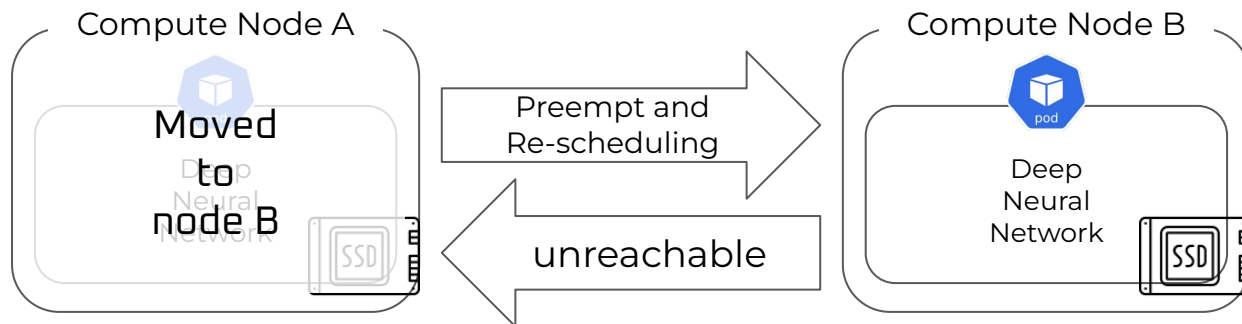 Compute Node A
Moved
to
node B
Deep
Neural
Network
SSD
Preempt and
Re-scheduling
unreachable
Compute Node B
pod
Deep
Neural
Network
SSD